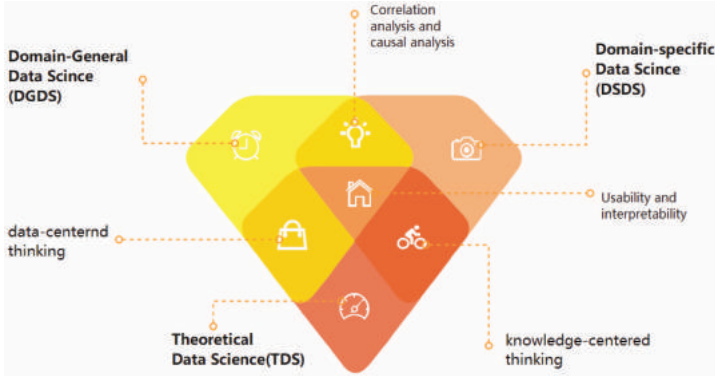 Correlation
analysis and
causal analysis
Domain-General
Data Scince
(DGDS)
Domain-specific
Data Scince
(DSDS)
Usability and
interpretability
data-centernd
thinking
Theoretical
Data Science(TDS)
knowledge-centered
thinking